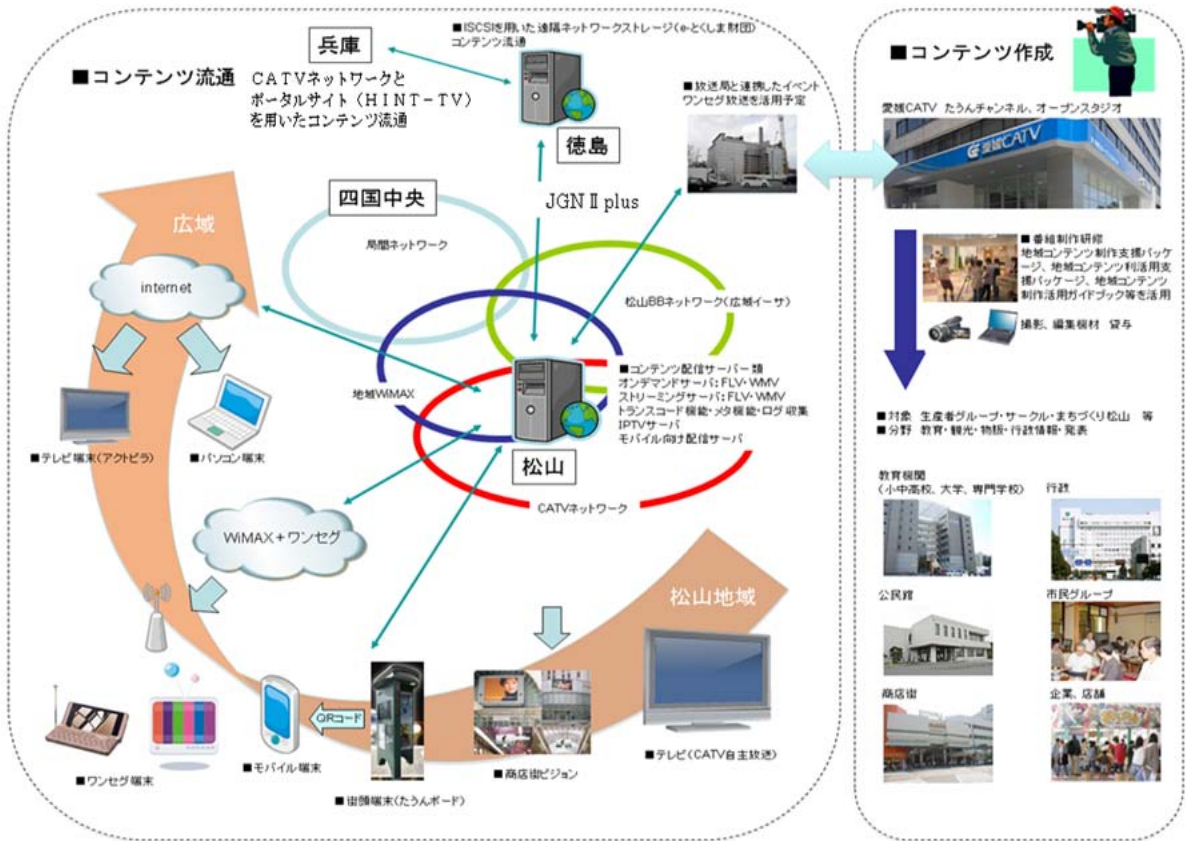 ■コンテンツ流通
兵庫
CATVネットワークと
ポータルサイト(HINT-TV)
を用いたコンテンツ流通
■ISCSIを用いた遠隔ネットワークストレージ(e-とくしま財団)
コンテンツ流通
徳島
■放送局と連携したイベント
ワンセグ放送を活用予定
JGNⅡplus
四国中央
局間ネットワーク
広域
internet
松山BBネットワーク(広域イーサ)
地域WiMAX
■コンテンツ配信サーバー類
オンデマンドサーバ:FLV・WMV
ストリーミングサーバ:FLV・WMV
トランスコード機能・メタ機能・ログ収集
IPTVサーバ
モバイル向け配信サーバ
松山
CATVネットワーク
■テレビ端末(アクトビラ)
■パソコン端末
WiMAX+ワンセグ
松山地域
QRコード
■ワンセグ端末
■モバイル端末
■街頭端末(たうんボード)
■商店街ビジョン
■テレビ(CATV自主放送)
■コンテンツ作成
愛媛CATV たうんチャンネル、オープンスタジオ
愛媛CATV
■番組制作研修
地域コンテンツ制作支援パッケ
ージ、地域コンテンツ利活用支
援パッケージ、地域コンテンツ
制作活用ガイドブック等を活用
撮影、編集機材 貸与
■対象 生産者グループ・サークル・まちづくり松山 等
■分野 教育・観光・物販・行政情報・発表
教育機関
(小中高校、大学、専門学校)
行政
公民館
市民グループ
商店街
企業、店舗